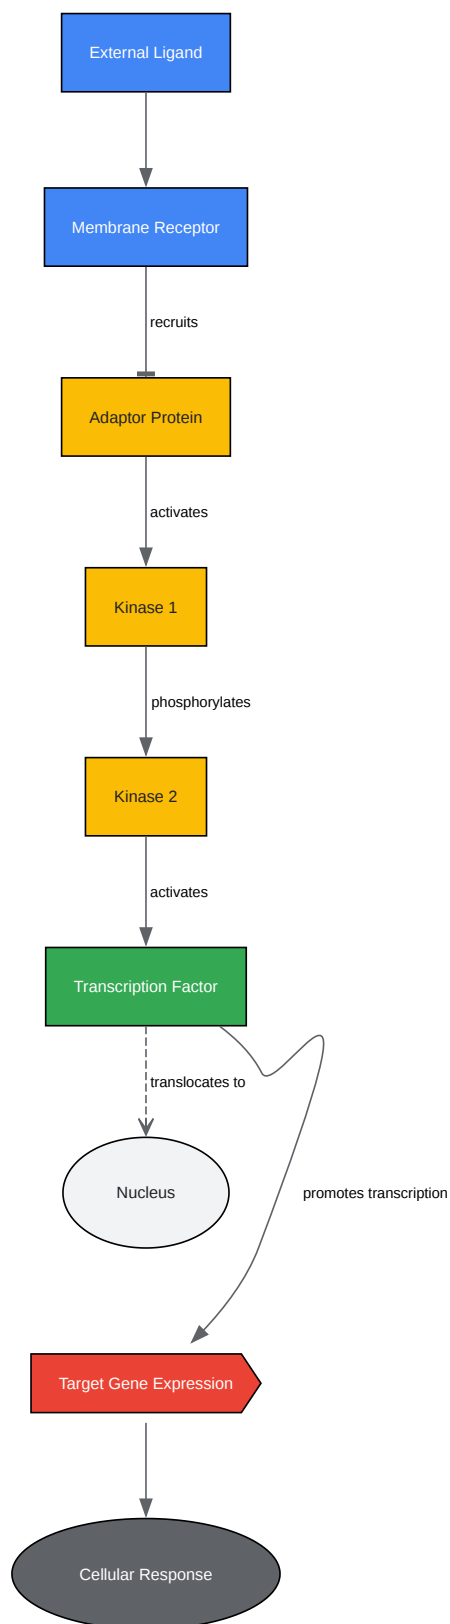 External Ligand
Membrane Receptor
recruits
Adaptor Protein
activates
Kinase 1
phosphorylates
Kinase 2
activates
Transcription Factor
translocates to
Nucleus
promotes transcription
Target Gene Expression
Cellular Response